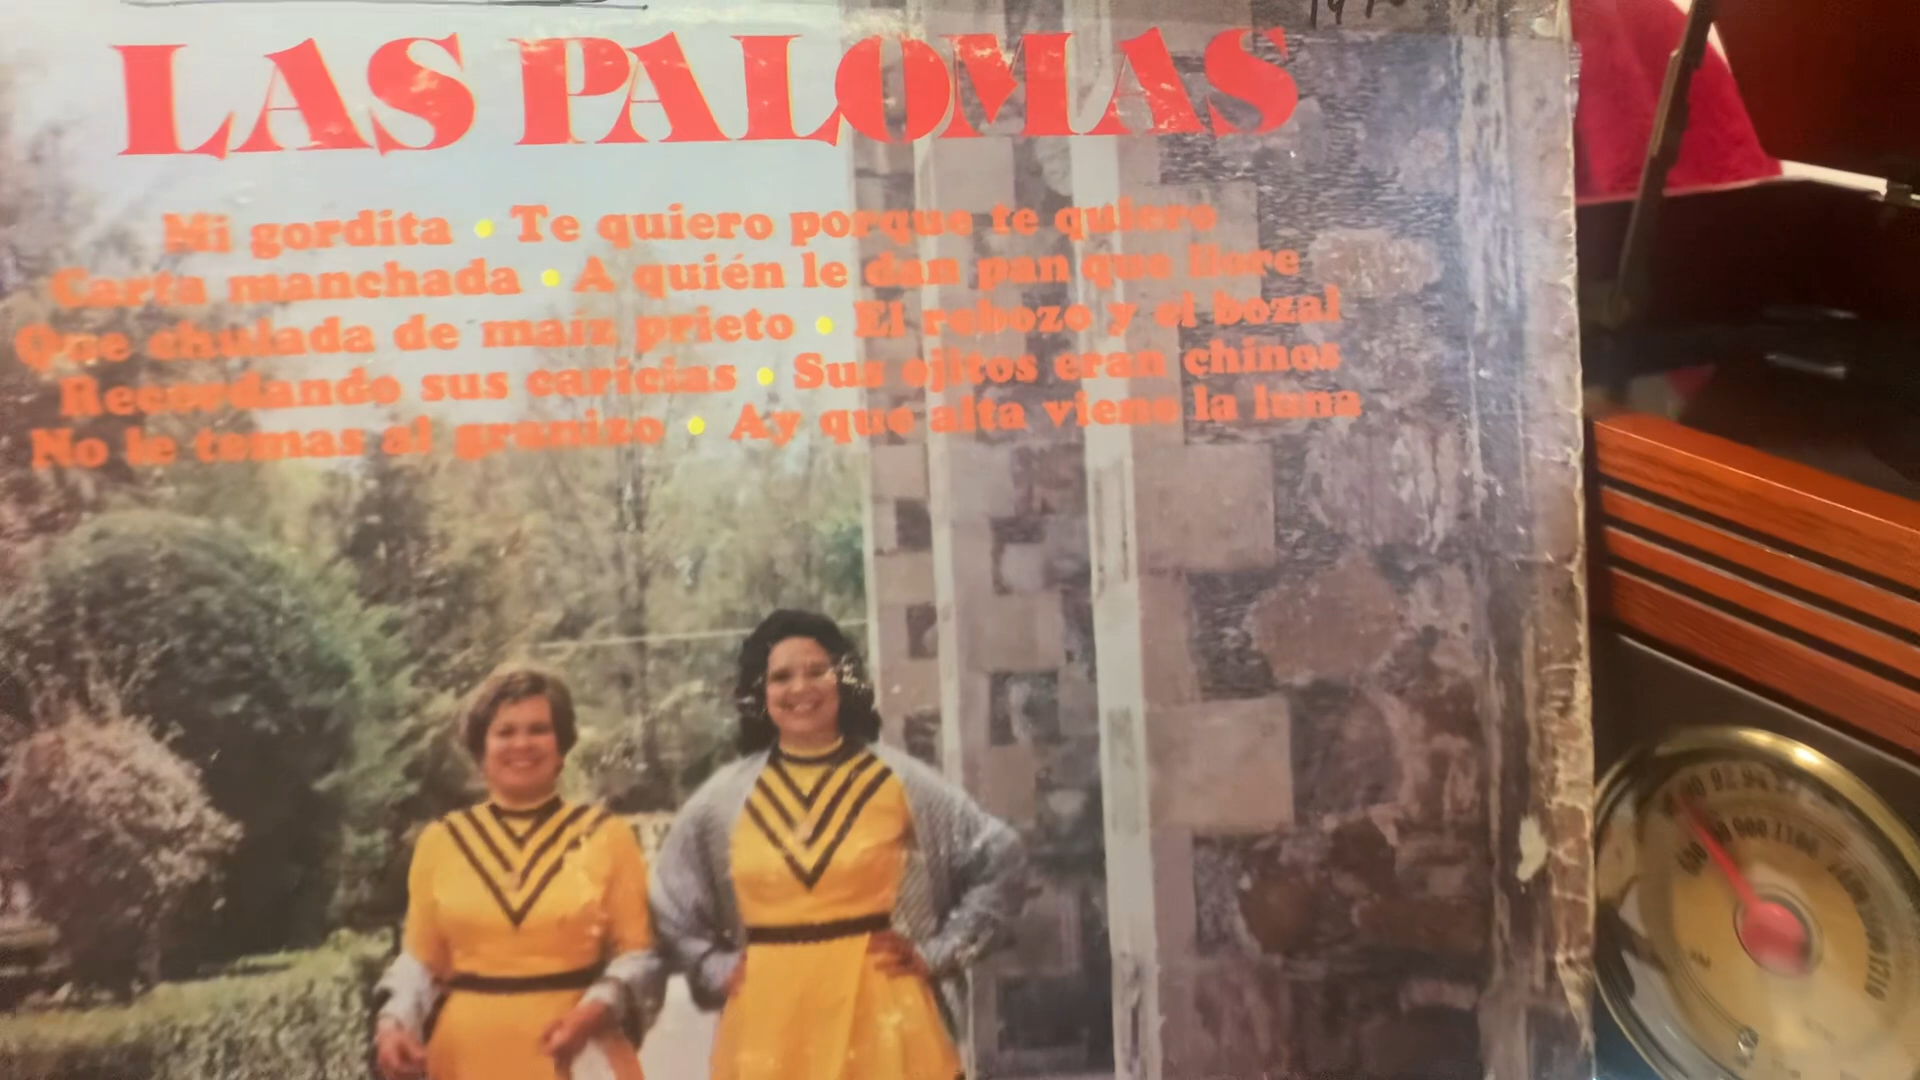 LAS PALOMAS
Mi gordita • Te quiero porque te quiero
Carta manchada • A quién le dan pan que llore
Que chulada de maíz prieto • El rebozo y el bozal
Recordando sus caricias • Sus ojitos eran chinos
No le temas al granizo • Ay que alta viene la luna